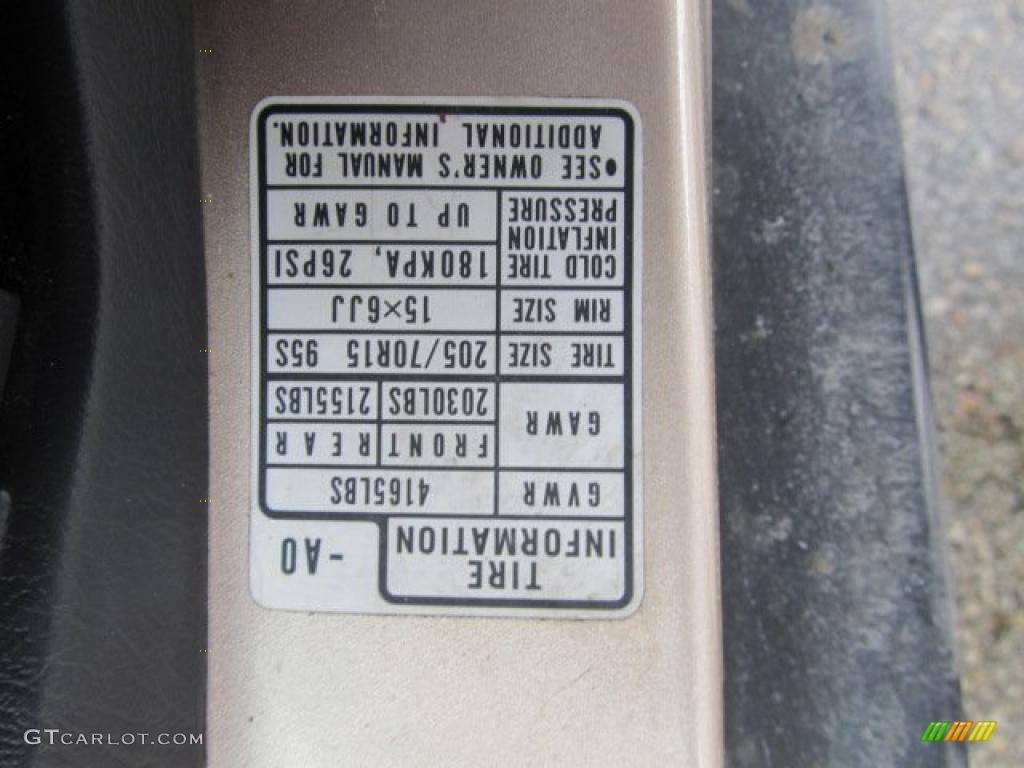 TIRE
INFORMATION
-A0
GVWR 4165LBS
GAWR
FRONT REAR
2030LBS 2155LBS
TIRE SIZE 205/70R15 95S
RIM SIZE 15×6JJ
COLD TIRE
INFLATION
PRESSURE
180KPA, 26PSI
UP TO GAWR
●SEE OWNER'S MANUAL FOR
ADDITIONAL INFORMATION.
GTCARLOT.COM